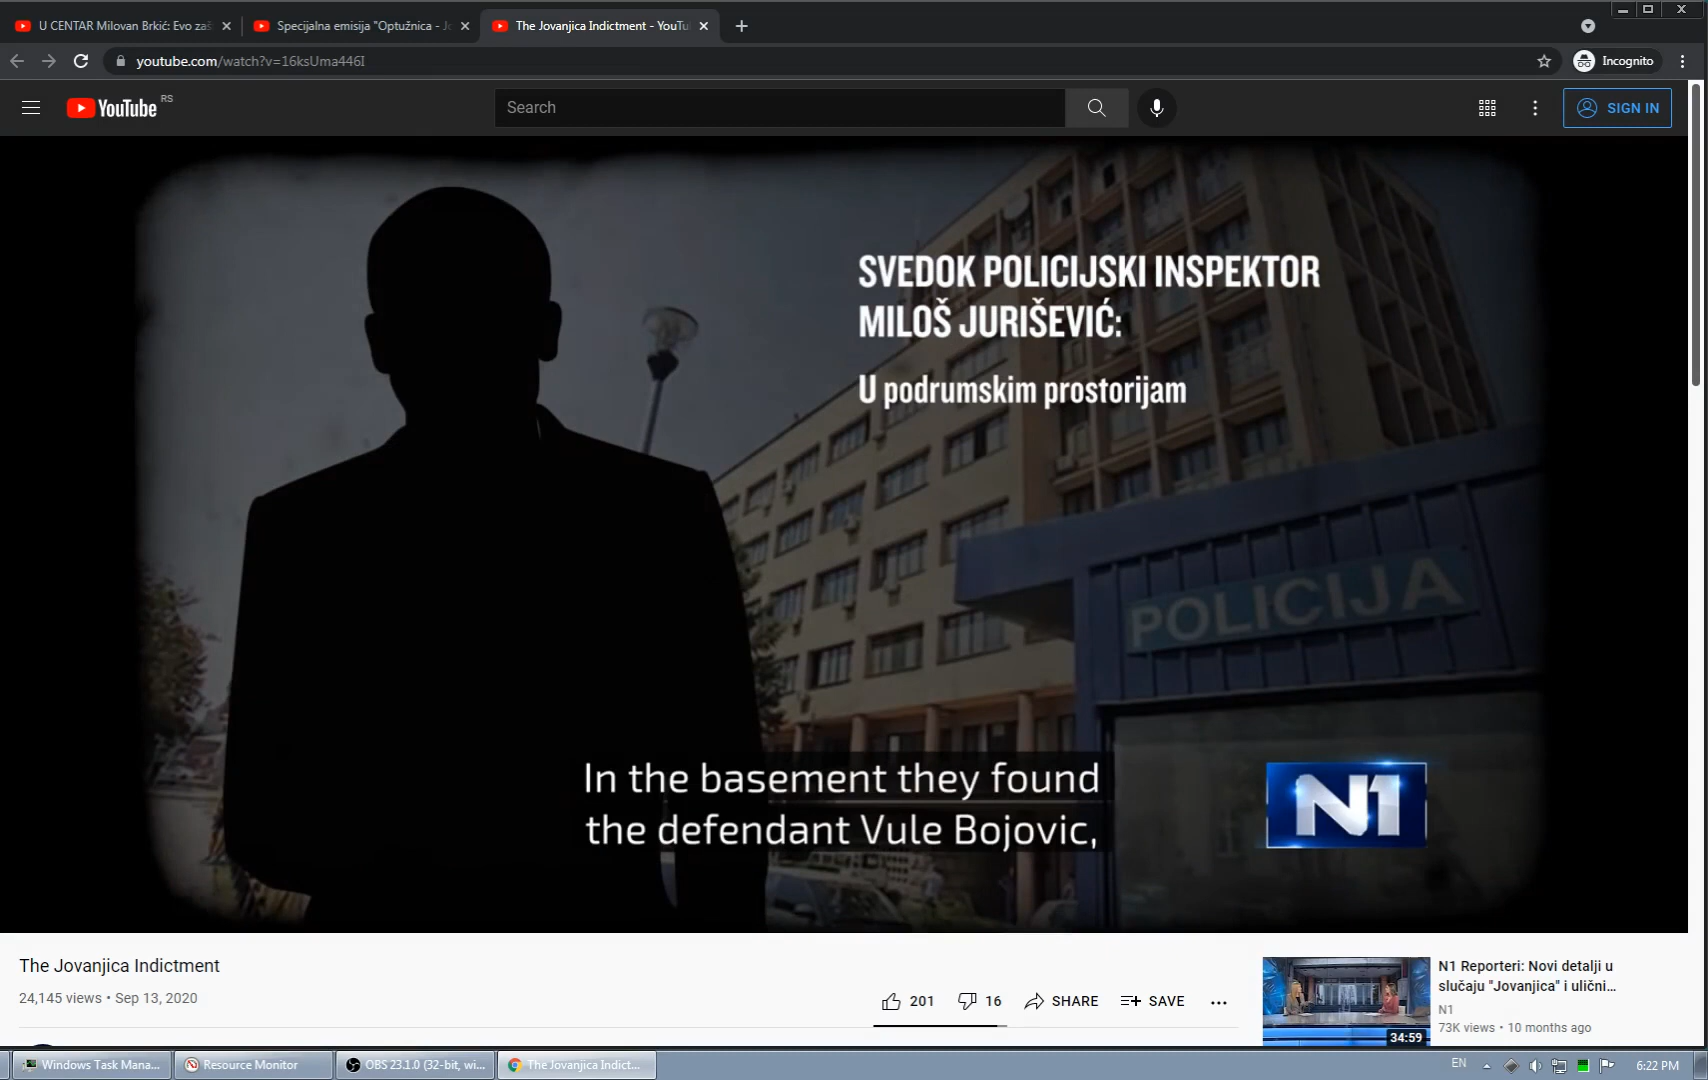 U CENTAR Milovan Brkić: Evo zaš
Specijalna emisija "Optužnica - Jo
The Jovanjica Indictment - YouTu
youtube.com/watch?v=16ksUma446I
Incognito
YouTube RS
Search
SIGN IN
SVEDOK POLICIJSKI INSPEKTOR
MILOŠ JURIŠEVIĆ:
U podrumskim prostorijam
POLICIJA
In the basement they found
the defendant Vule Bojovic,
N1
The Jovanjica Indictment
24,145 views • Sep 13, 2020
201
16
SHARE
SAVE
N1 Reporteri: Novi detalji u
slučaju "Jovanjica" i ulični...
N1
73K views • 10 months ago
34:59
Windows Task Mana...
Resource Monitor
OBS 23.1.0 (32-bit, wi...
The Jovanjica Indict...
EN
6:22 PM